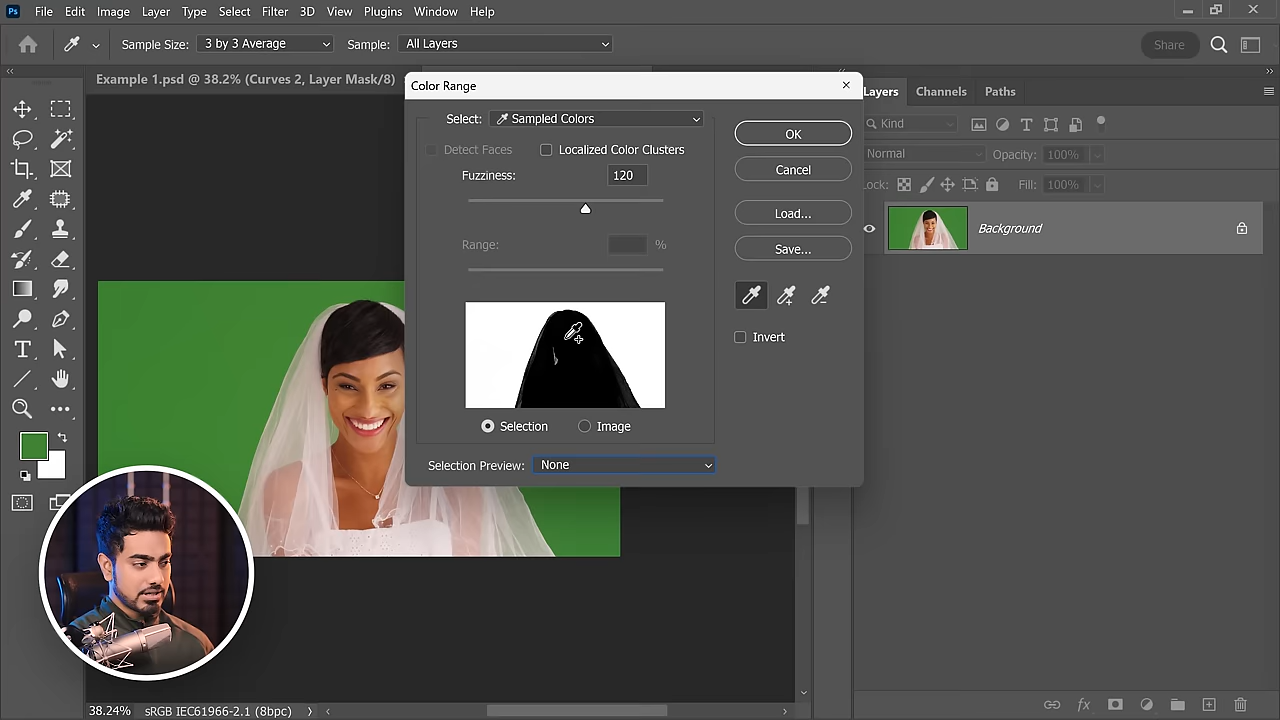 Ps File Edit Image Layer Type Select Filter 3D View Plugins Window Help
Sample Size: 3 by 3 Average Sample: All Layers Share
Example 1.psd @ 38.2% (Curves 2, Layer Mask/8)
Color Range
Layers Channels Paths
Select: Sampled Colors
OK
Kind
Detect Faces Localized Color Clusters
Normal Opacity: 100%
Fuzziness: 120
Cancel
Lock: Fill: 100%
Load...
Background
Range: %
Save...
Invert
Selection Image
Selection Preview: None
38.24% sRGB IEC61966-2.1 (8bpc)
fx